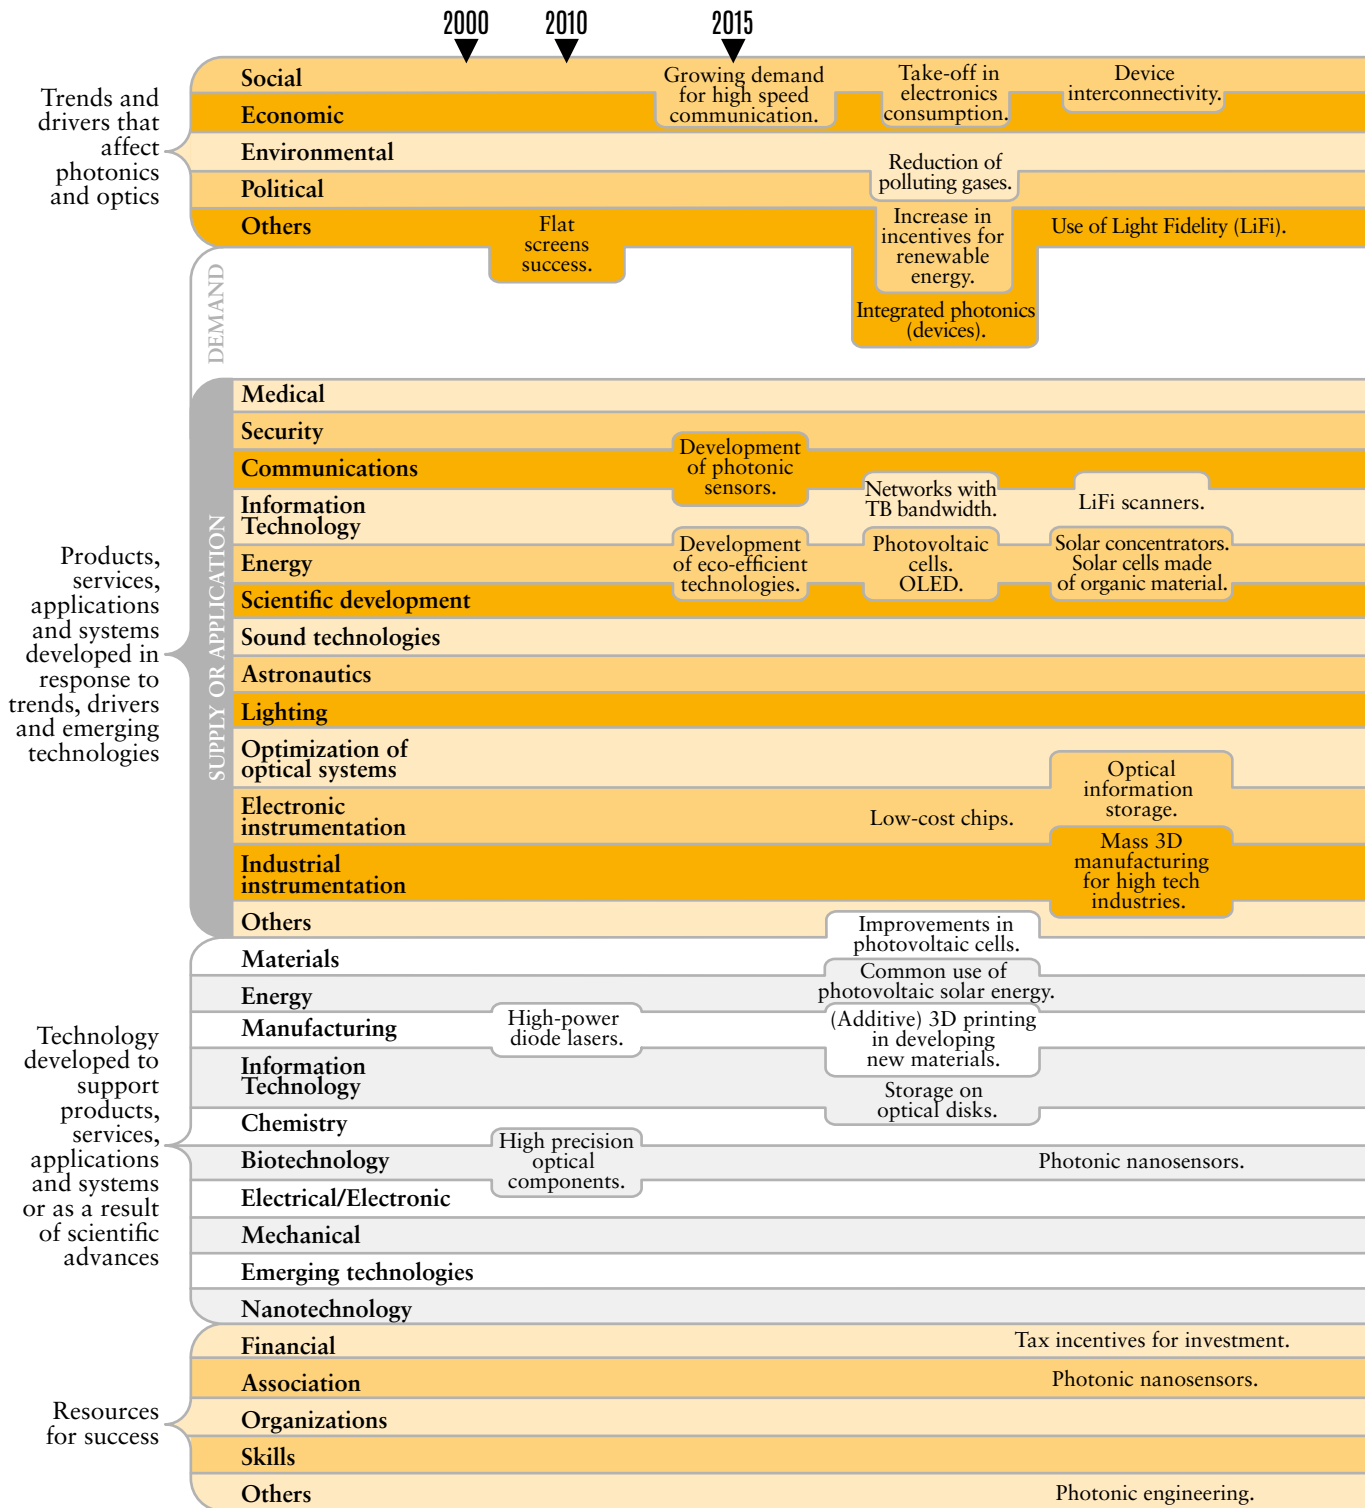 2000
2010
2015
Trends and
drivers that
affect
photonics
and optics
Social
Economic
Environmental
Political
Others
Growing demand
for high speed
communication.
Take-off in
electronics
consumption.
Device
interconnectivity.
Reduction of
polluting gases.
Flat
screens
success.
Increase in
incentives for
renewable
energy.
Use of Light Fidelity (LiFi).
Integrated photonics
(devices).
DEMAND
Products,
services,
applications
and systems
developed in
response to
trends, drivers
and emerging
technologies
SUPPLY OR APPLICATION
Medical
Security
Communications
Information
Technology
Energy
Scientific development
Sound technologies
Astronautics
Lighting
Optimization of
optical systems
Electronic
instrumentation
Industrial
instrumentation
Others
Development
of photonic
sensors.
Networks with
TB bandwidth.
LiFi scanners.
Development
of eco-efficient
technologies.
Photovoltaic
cells.
OLED.
Solar concentrators.
Solar cells made
of organic material.
Optical
information
storage.
Low-cost chips.
Mass 3D
manufacturing
for high tech
industries.
Technology
developed to
support
products,
services,
applications
and systems
or as a result
of scientific
advances
Materials
Energy
Manufacturing
Information
Technology
Chemistry
Biotechnology
Electrical/Electronic
Mechanical
Emerging technologies
Nanotechnology
Improvements in
photovoltaic cells.
Common use of
photovoltaic solar energy.
High-power
diode lasers.
(Additive) 3D printing
in developing
new materials.
Storage on
optical disks.
High precision
optical
components.
Photonic nanosensors.
Resources
for success
Financial
Association
Organizations
Skills
Others
Tax incentives for investment.
Photonic nanosensors.
Photonic engineering.